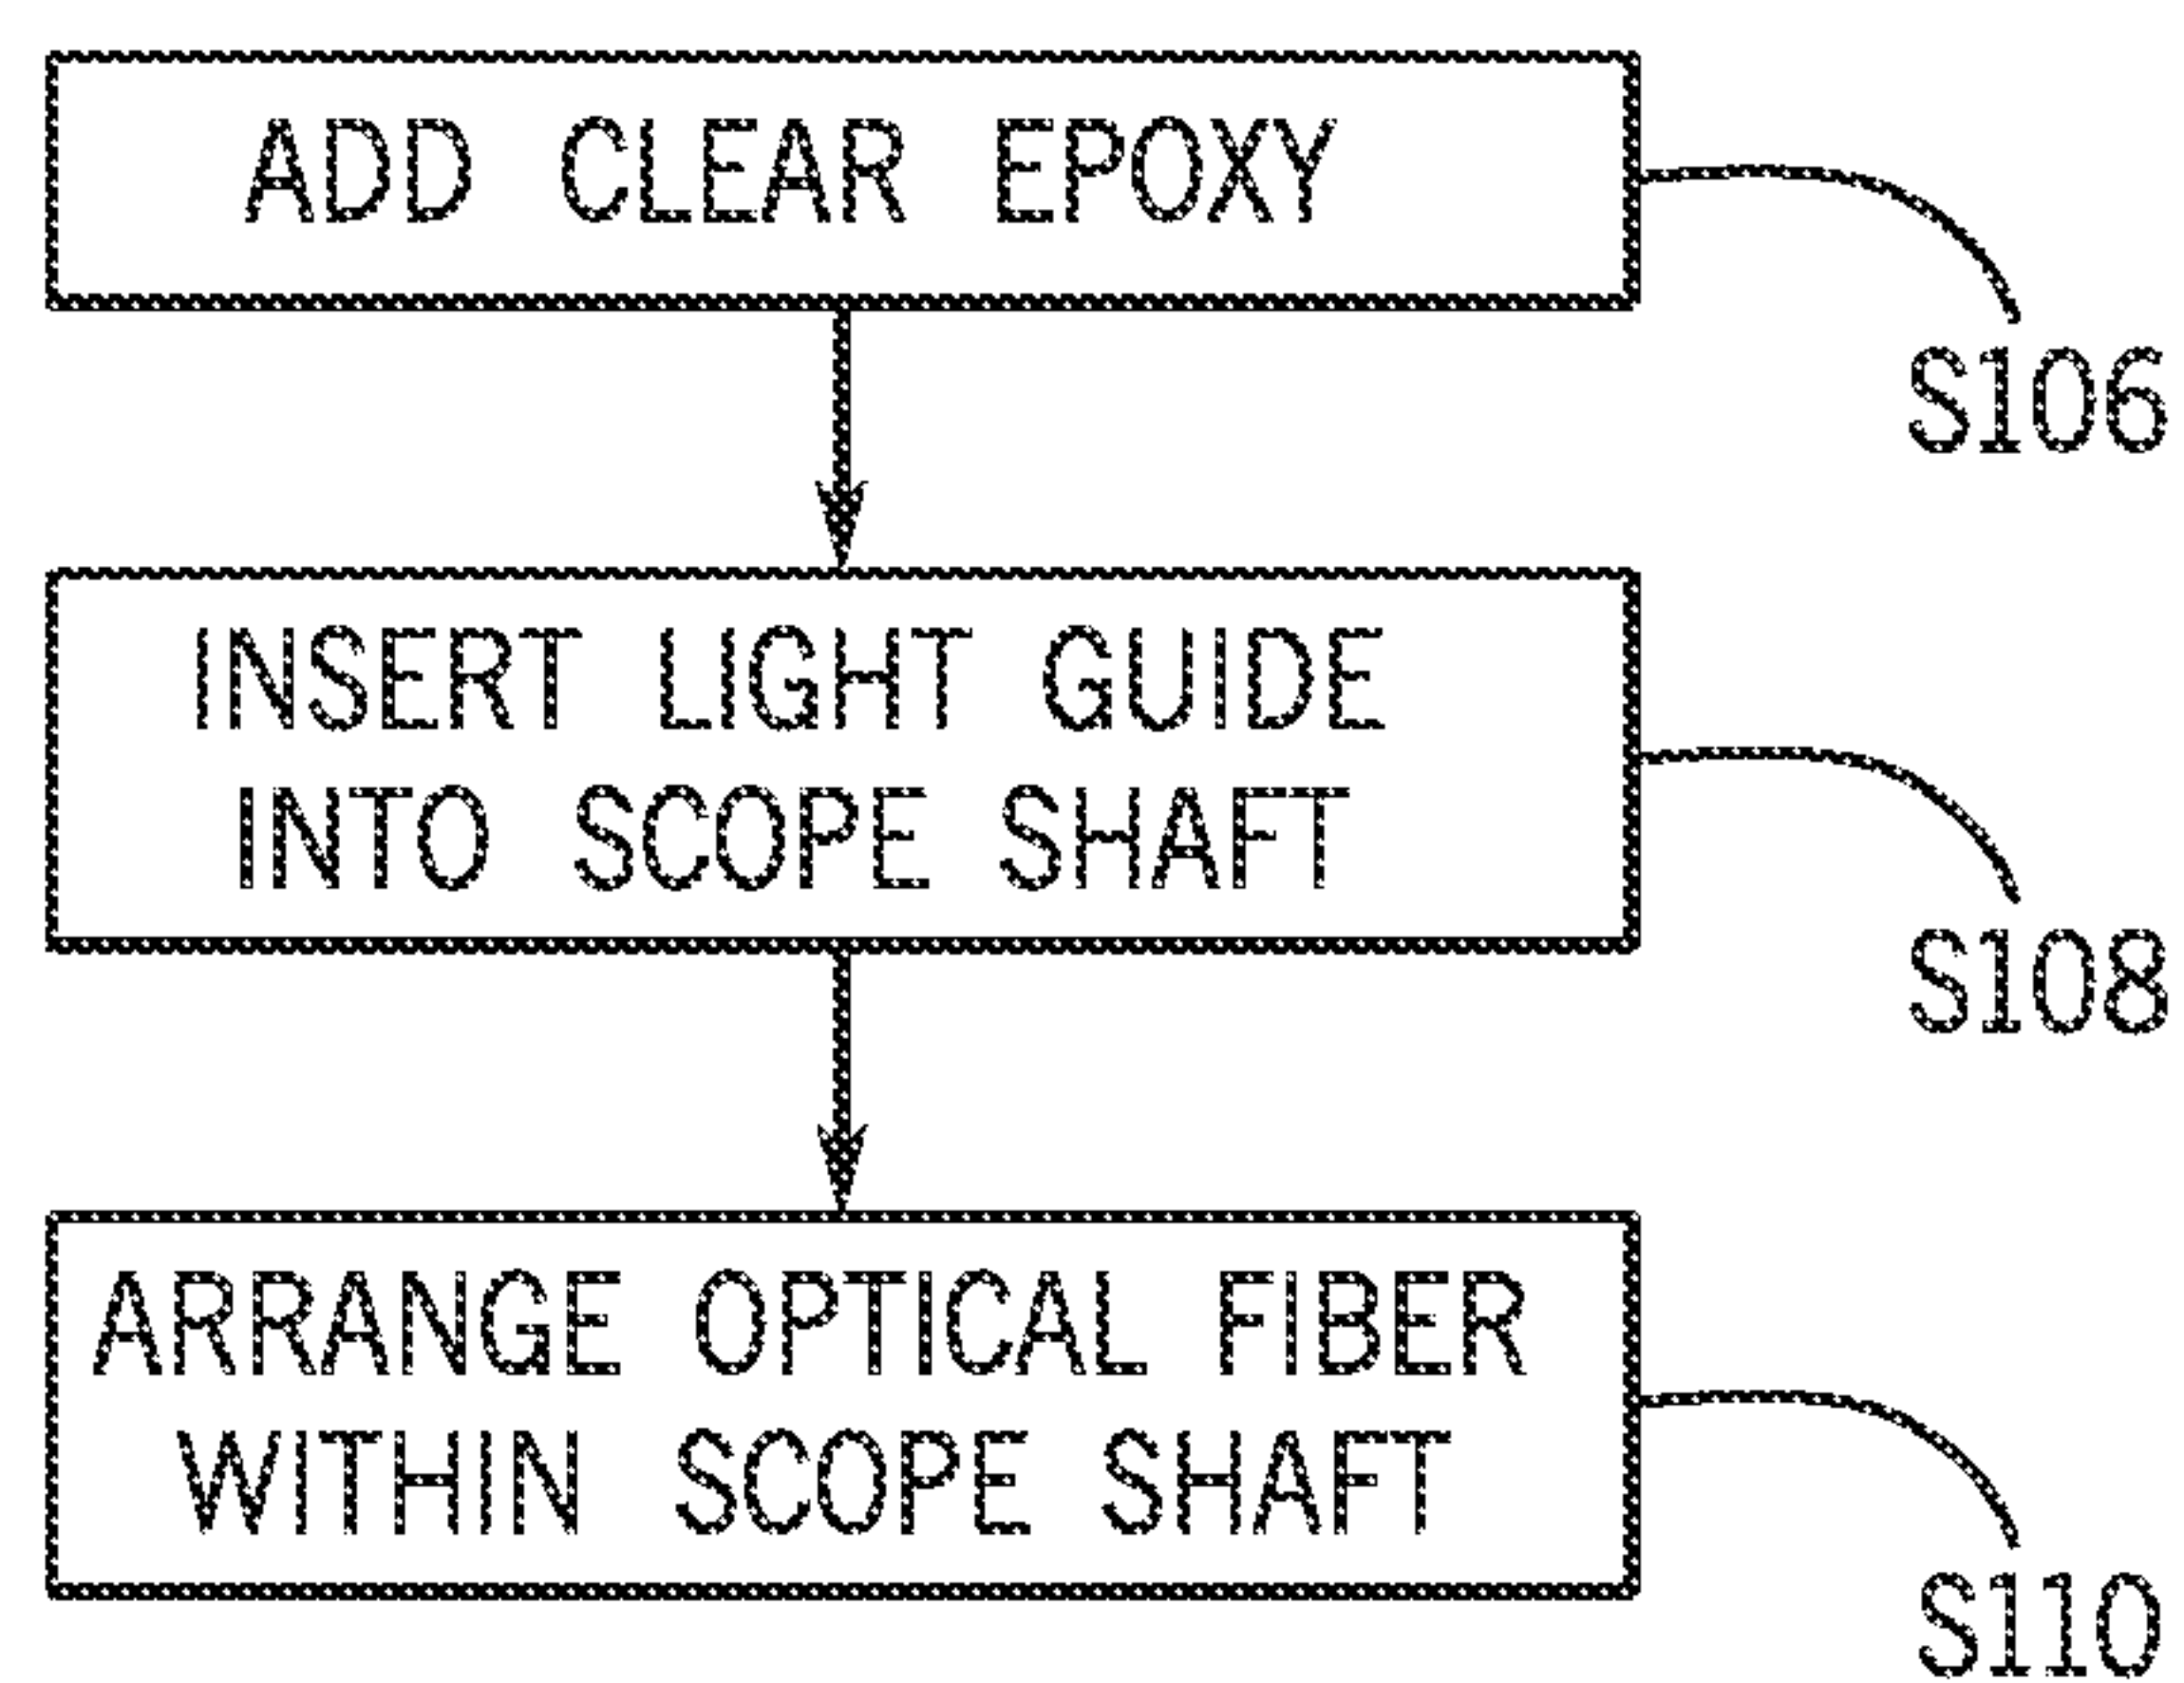 ADD CLEAR EPOXY
S106
INSERT LIGHT GUIDE
INTO SCOPE SHAFT
S108
ARRANGE OPTICAL FIBER
WITHIN SCOPE SHAFT
S110